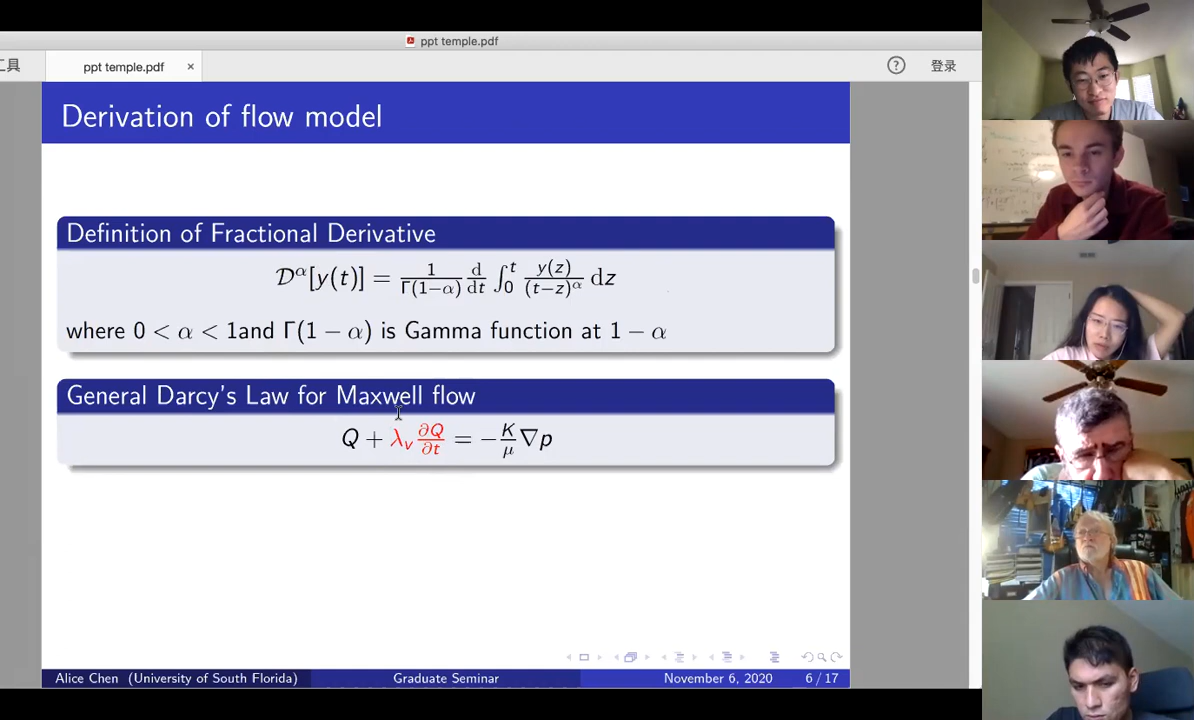 ppt temple.pdf
工具
ppt temple.pdf ×
? 登录
Derivation of flow model
Definition of Fractional Derivative
𝒟^α[y(t)] = 1/Γ(1−α) d/dt ∫₀ᵗ y(z)/(t−z)^α dz
where 0 < α < 1and Γ(1 − α) is Gamma function at 1 − α
General Darcy's Law for Maxwell flow
Q + λᵥ ∂Q/∂t = −K/μ ∇p
Alice Chen (University of South Florida) Graduate Seminar November 6, 2020 6 / 17